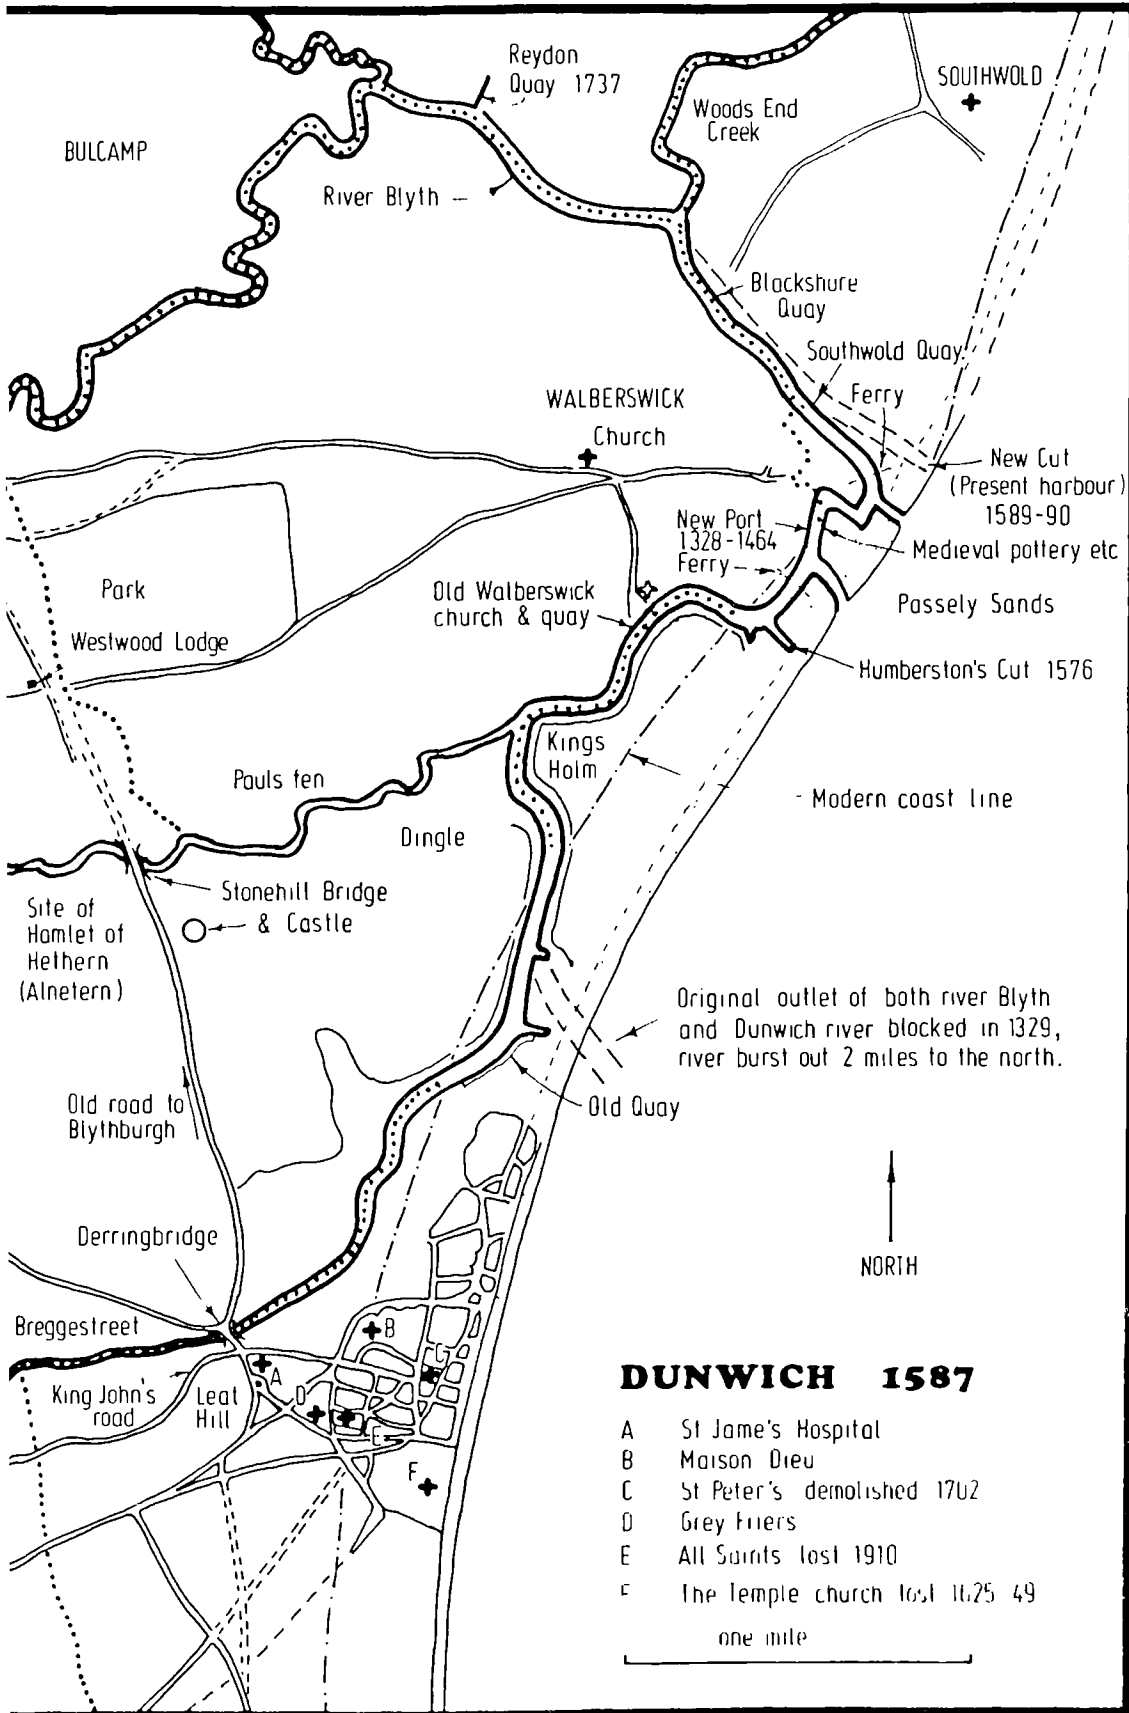 Reydon
Quay 1737
SOUTHWOLD
Woods End
Creek
BULCAMP
River Blyth
Blackshure
Quay
Southwold Quay
Ferry
WALBERSWICK
Church
New Cut
(Present harbour)
1589-90
New Port
1328-1464
Ferry
Medieval pottery etc
Park
Old Walberswick
church & quay
Passely Sands
Westwood Lodge
Humberston's Cut 1576
Kings
Holm
Pauls fen
Modern coast line
Dingle
Stonehill Bridge
& Castle
Site of
Hamlet of
Hethern
(Alnetern)
Original outlet of both river Blyth
and Dunwich river blocked in 1329,
river burst out 2 miles to the north.
Old Quay
Old road to
Blythburgh
Derringbridge
NORTH
Breggestreet
B
C
A
King John's
road
Leat
Hill
D
E
F
DUNWICH 1587
A St Jame's Hospital
B Maison Dieu
C St Peter's demolished 1702
D Grey Friers
E All Saints lost 1910
F The Temple church lost 1625 49
one mile